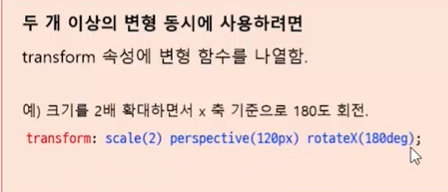 두 개 이상의 변형 동시에 사용하려면
transform 속성에 변형 함수를 나열함.
예) 크기를 2배 확대하면서 x 축 기준으로 180도 회전.
transform: scale(2) perspective(120px) rotateX(180deg);